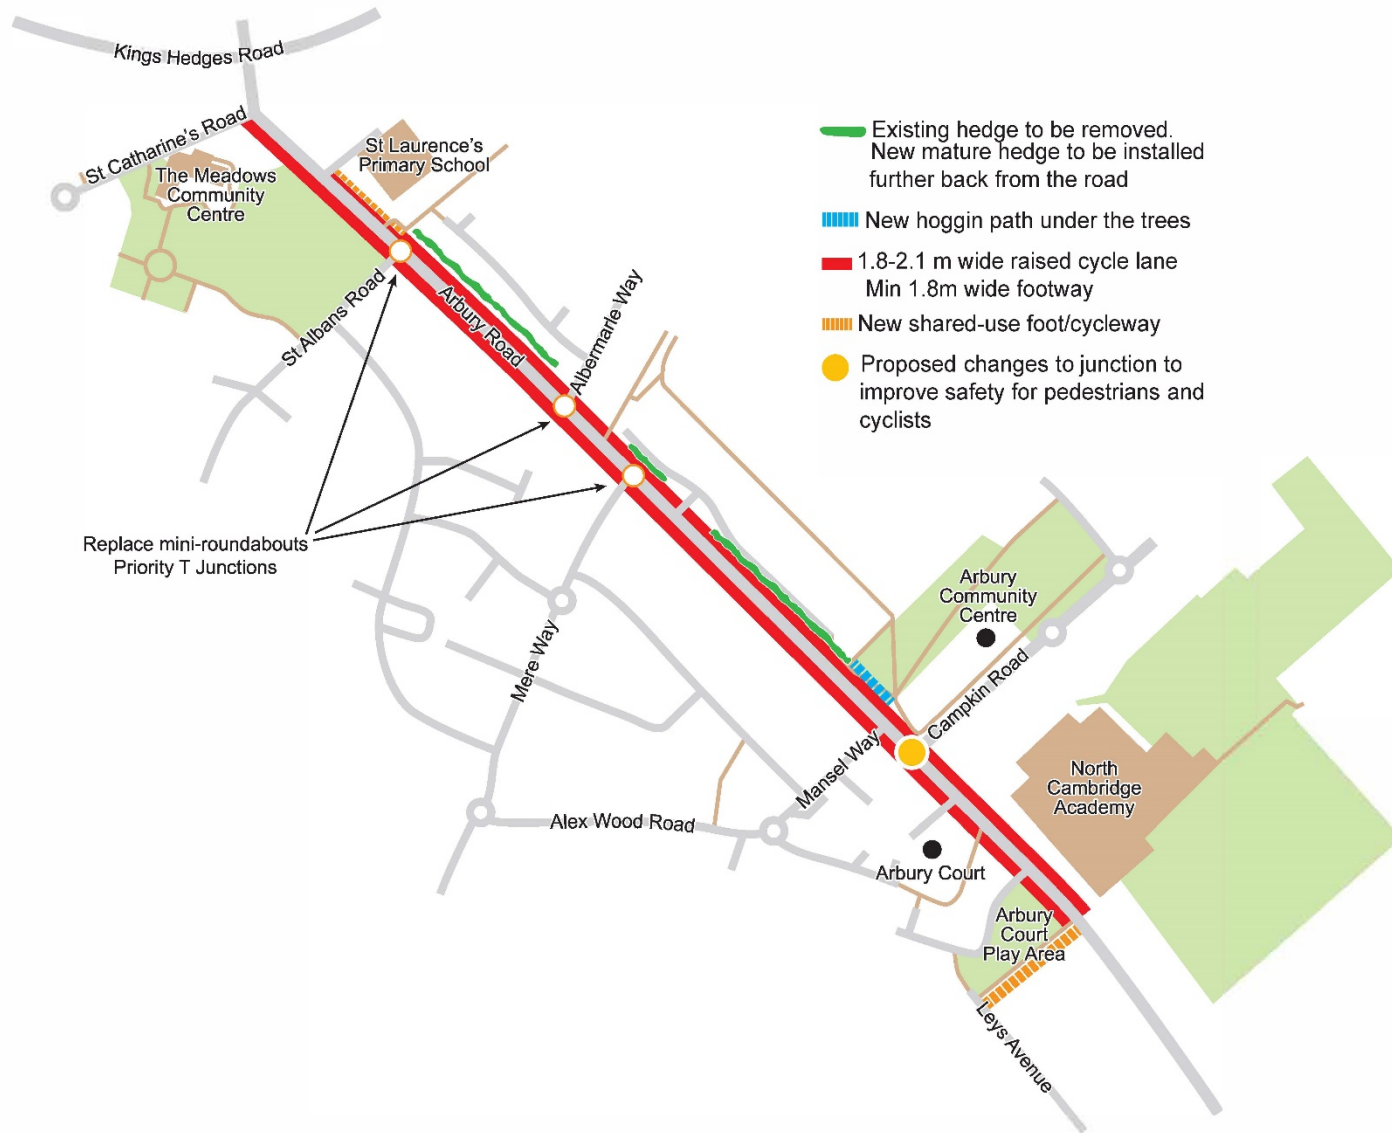 Kings Hedges Road
St Catharine's Road
St Laurence's
Primary School
The Meadows
Community
Centre
Existing hedge to be removed.
New mature hedge to be installed
further back from the road
New hoggin path under the trees
1.8-2.1 m wide raised cycle lane
Min 1.8m wide footway
New shared-use foot/cycleway
Proposed changes to junction to
improve safety for pedestrians and
cyclists
St Albans Road
Arbury Road
Albermarle Way
Replace mini-roundabouts
Priority T Junctions
Mere Way
Arbury
Community
Centre
Campkin Road
Mansel Way
North
Cambridge
Academy
Alex Wood Road
Arbury Court
Arbury
Court
Play Area
Leys Avenue